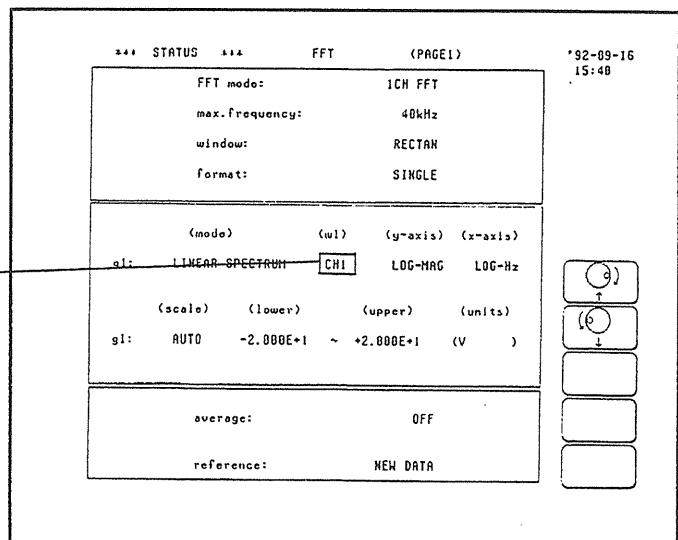 *** STATUS *** FFT (PAGE1) '92-09-16
15:40
FFT mode: 1CH FFT
max.frequency: 40kHz
window: RECTAN
format: SINGLE
(mode) (w1) (y-axis) (x-axis)
g1: LINEAR SPECTRUM CH1 LOG-MAG LOG-Hz
(scale) (lower) (upper) (units)
g1: AUTO -2.000E+1 ~ +2.000E+1 (V )
average: OFF
reference: NEW DATA